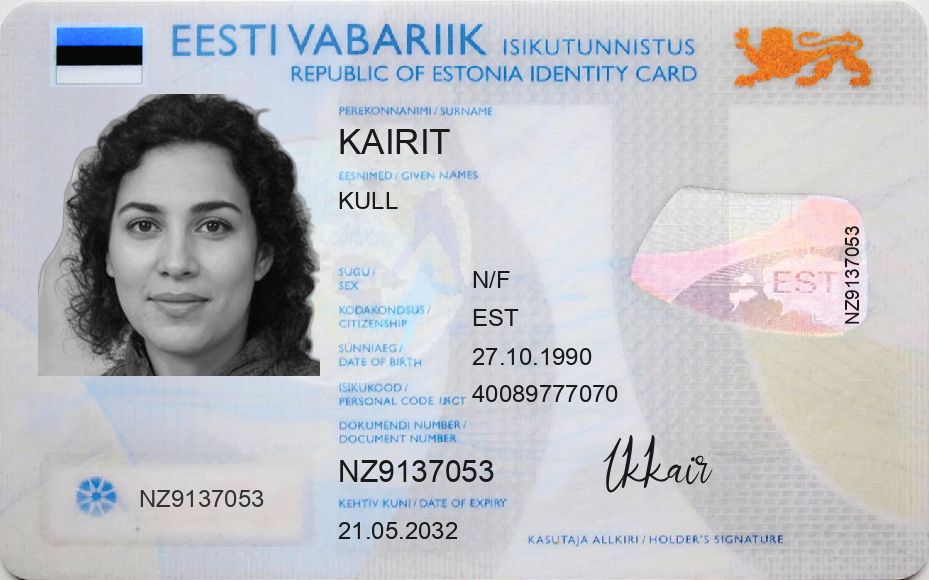 EESTI VABARIIK ISIKUTUNNISTUS
REPUBLIC OF ESTONIA IDENTITY CARD
PEREKONNANIMI / SURNAME
KAIRIT
EESNIMED / GIVEN NAMES
KULL
SUGU / SEX
N/F
KODAKONDSUS / CITIZENSHIP
EST
SÜNNIAEG / DATE OF BIRTH
27.10.1990
ISIKUKOOD / PERSONAL CODE
40089777070
DOKUMENDI NUMBER / DOCUMENT NUMBER
NZ9137053
KEHTIV KUNI / DATE OF EXPIRY
21.05.2032
NZ9137053
EST
NZ9137053
KASUTAJA ALLKIRI / HOLDER'S SIGNATURE